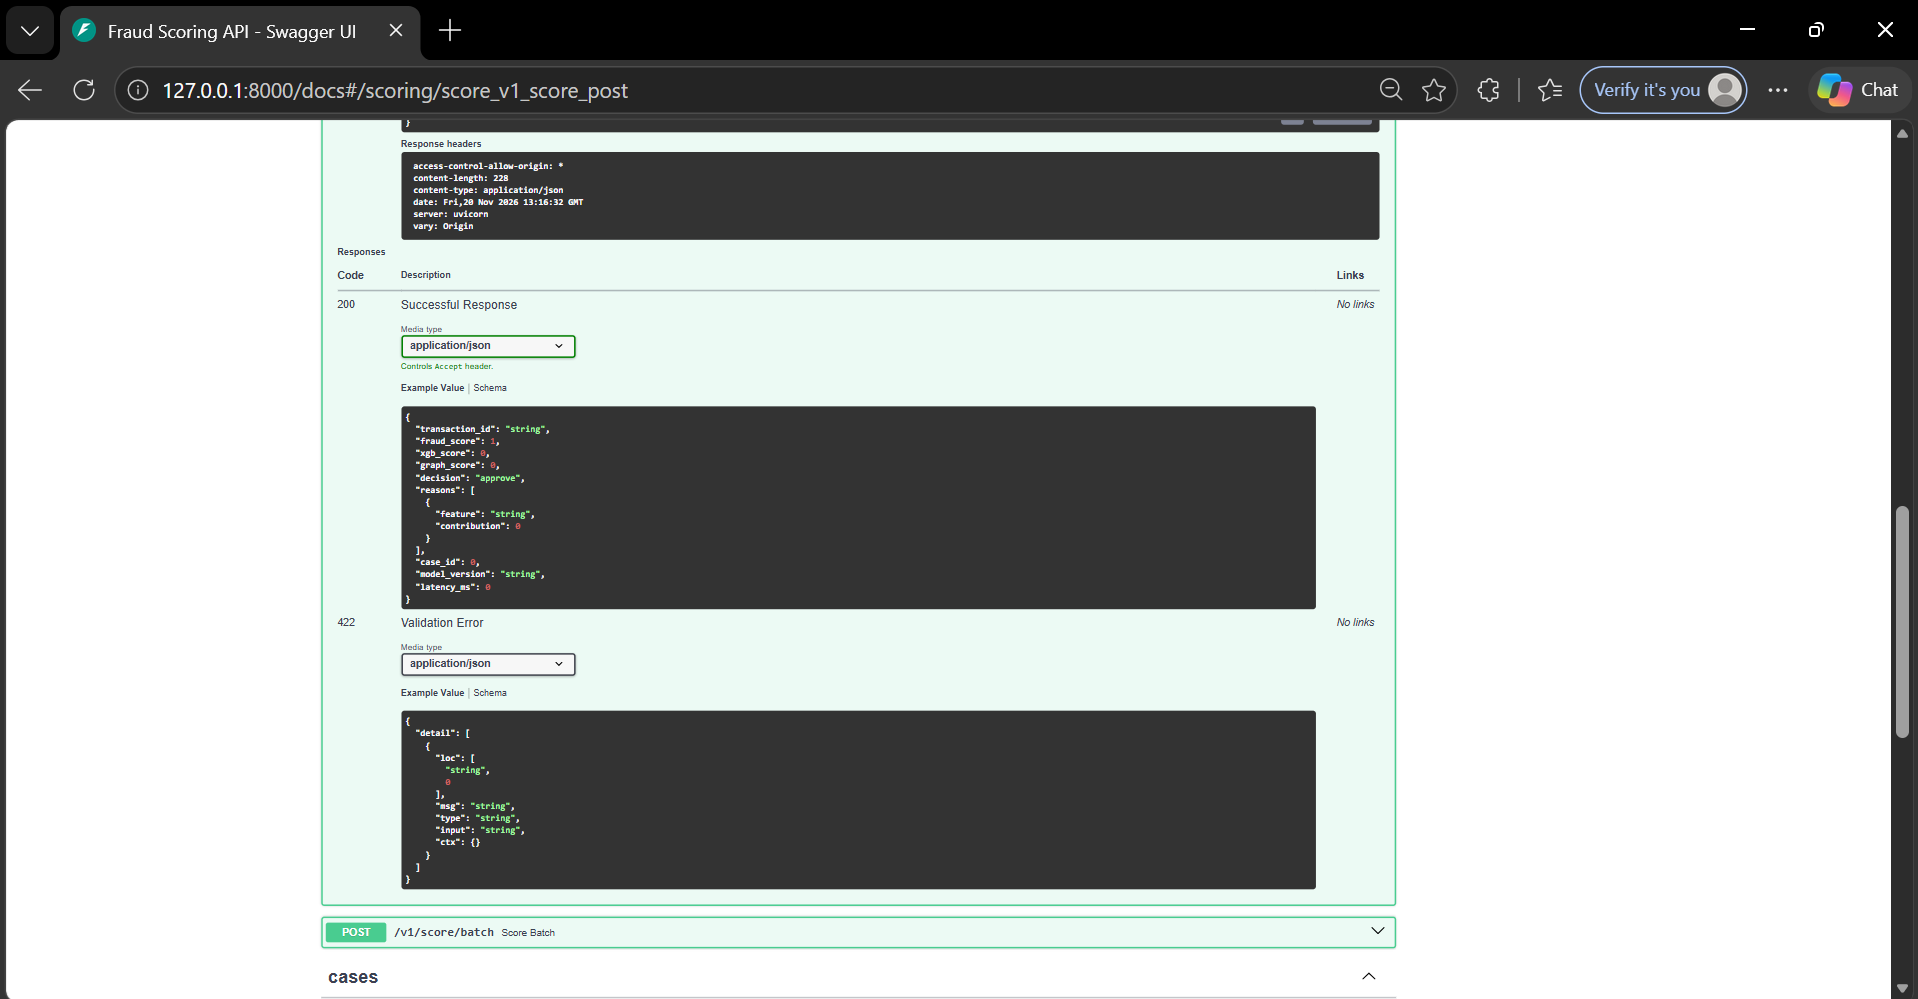 Fraud Scoring API - Swagger UI
127.0.0.1:8000/docs#/scoring/score_v1_score_post
Verify it's you
Chat
}
Response headers
access-control-allow-origin: *
content-length: 228
content-type: application/json
date: Fri,20 Nov 2026 13:16:32 GMT
server: uvicorn
vary: Origin
Responses
Code Description Links
200 Successful Response No links
Media type
application/json
Controls Accept header.
Example Value | Schema
{
"transaction_id": "string",
"fraud_score": 1,
"xgb_score": 0,
"graph_score": 0,
"decision": "approve",
"reasons": [
{
"feature": "string",
"contribution": 0
}
],
"case_id": 0,
"model_version": "string",
"latency_ms": 0
}
422 Validation Error No links
Media type
application/json
Example Value | Schema
{
"detail": [
{
"loc": [
"string",
0
],
"msg": "string",
"type": "string",
"input": "string",
"ctx": {}
}
]
}
POST /v1/score/batch Score Batch
cases